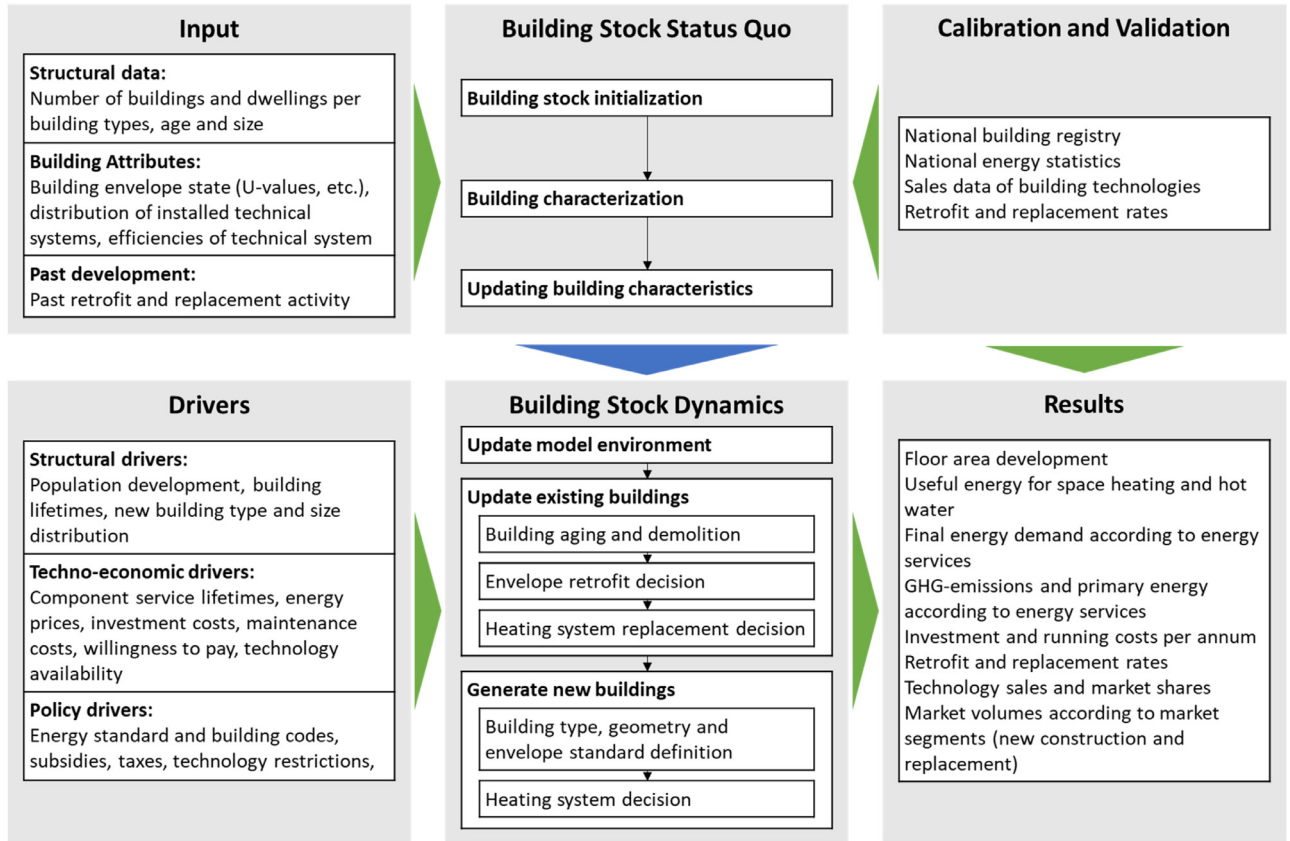 Input
Structural data:
Number of buildings and dwellings per
building types, age and size
Building Attributes:
Building envelope state (U-values, etc.),
distribution of installed technical
systems, efficiencies of technical system
Past development:
Past retrofit and replacement activity
Building Stock Status Quo
Building stock initialization
Building characterization
Updating building characteristics
Calibration and Validation
National building registry
National energy statistics
Sales data of building technologies
Retrofit and replacement rates
Drivers
Structural drivers:
Population development, building
lifetimes, new building type and size
distribution
Techno-economic drivers:
Component service lifetimes, energy
prices, investment costs, maintenance
costs, willingness to pay, technology
availability
Policy drivers:
Energy standard and building codes,
subsidies, taxes, technology restrictions,
Building Stock Dynamics
Update model environment
Update existing buildings
Building aging and demolition
Envelope retrofit decision
Heating system replacement decision
Generate new buildings
Building type, geometry and
envelope standard definition
Heating system decision
Results
Floor area development
Useful energy for space heating and hot
water
Final energy demand according to energy
services
GHG-emissions and primary energy
according to energy services
Investment and running costs per annum
Retrofit and replacement rates
Technology sales and market shares
Market volumes according to market
segments (new construction and
replacement)